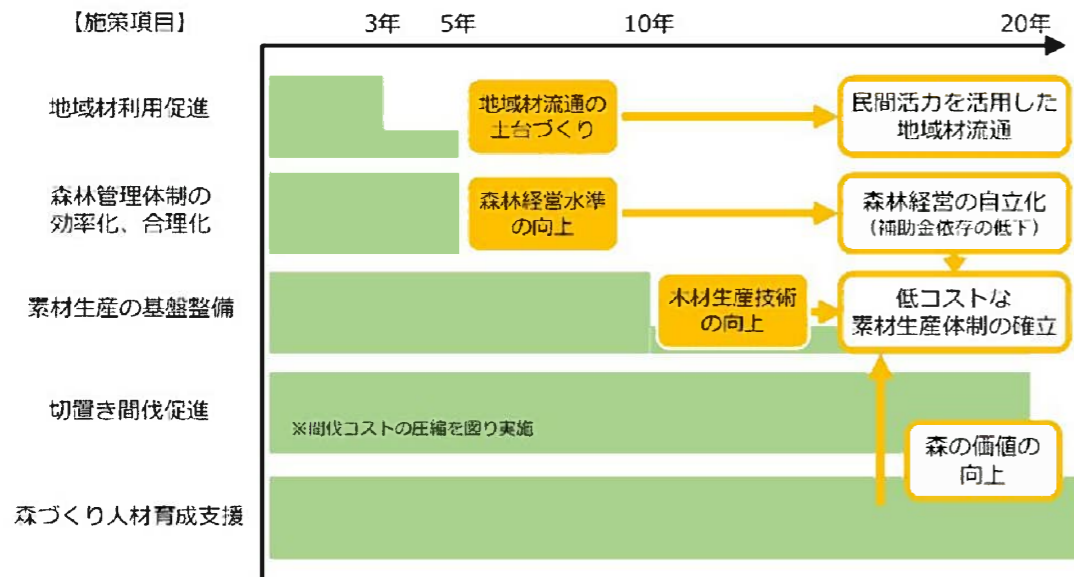 【施策項目】
3年
5年
10年
20年
地域材利用促進
地域材流通の
土台づくり
民間活力を活用した
地域材流通
森林管理体制の
効率化、合理化
森林経営水準
の向上
森林経営の自立化
(補助金依存の低下)
素材生産の基盤整備
木材生産技術
の向上
低コストな
素材生産体制の確立
切置き間伐促進
※間伐コストの圧縮を図り実施
森の価値の
向上
森づくり人材育成支援